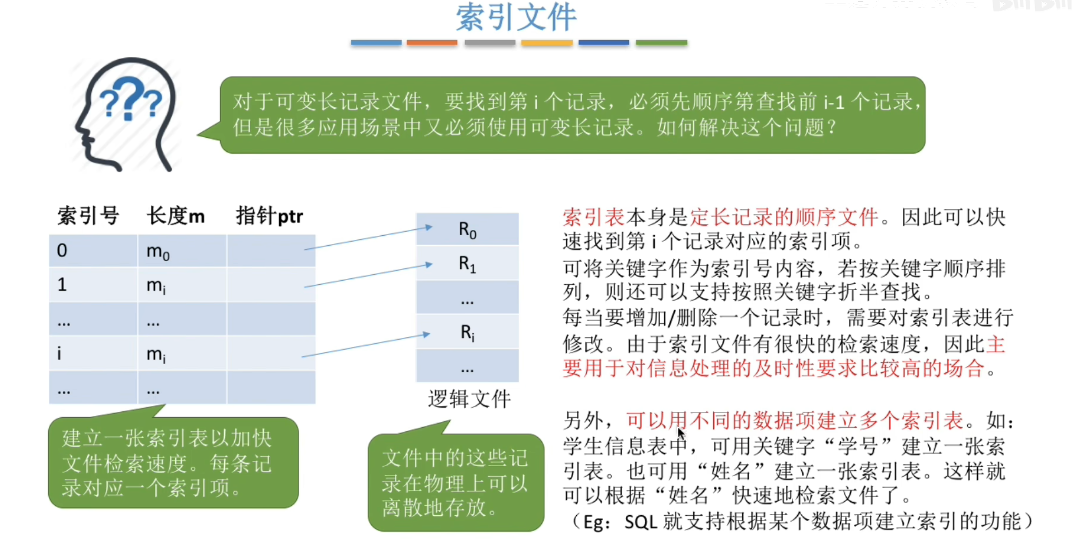 索引文件
???
对于可变长记录文件，要找到第 i 个记录，必须先顺序第查找前 i-1 个记录，
但是很多应用场景中又必须使用可变长记录。如何解决这个问题？
索引号 长度m 指针ptr
0 m0
1 mi
... ...
i mi
... ...
R0
R1
...
Ri
...
逻辑文件
建立一张索引表以加快
文件检索速度。每条记
录对应一个索引项。
文件中的这些记
录在物理上可以
离散地存放。
索引表本身是定长记录的顺序文件。因此可以快
速找到第 i 个记录对应的索引项。
可将关键字作为索引号内容，若按关键字顺序排
列，则还可以支持按照关键字折半查找。
每当要增加/删除一个记录时，需要对索引表进行
修改。由于索引文件有很快的检索速度，因此主
要用于对信息处理的及时性要求比较高的场合。
另外，可以用不同的数据项建立多个索引表。如：
学生信息表中，可用关键字“学号”建立一张索
引表。也可用“姓名”建立一张索引表。这样就
可以根据“姓名”快速地检索文件了。
（Eg：SQL 就支持根据某个数据项建立索引的功能）